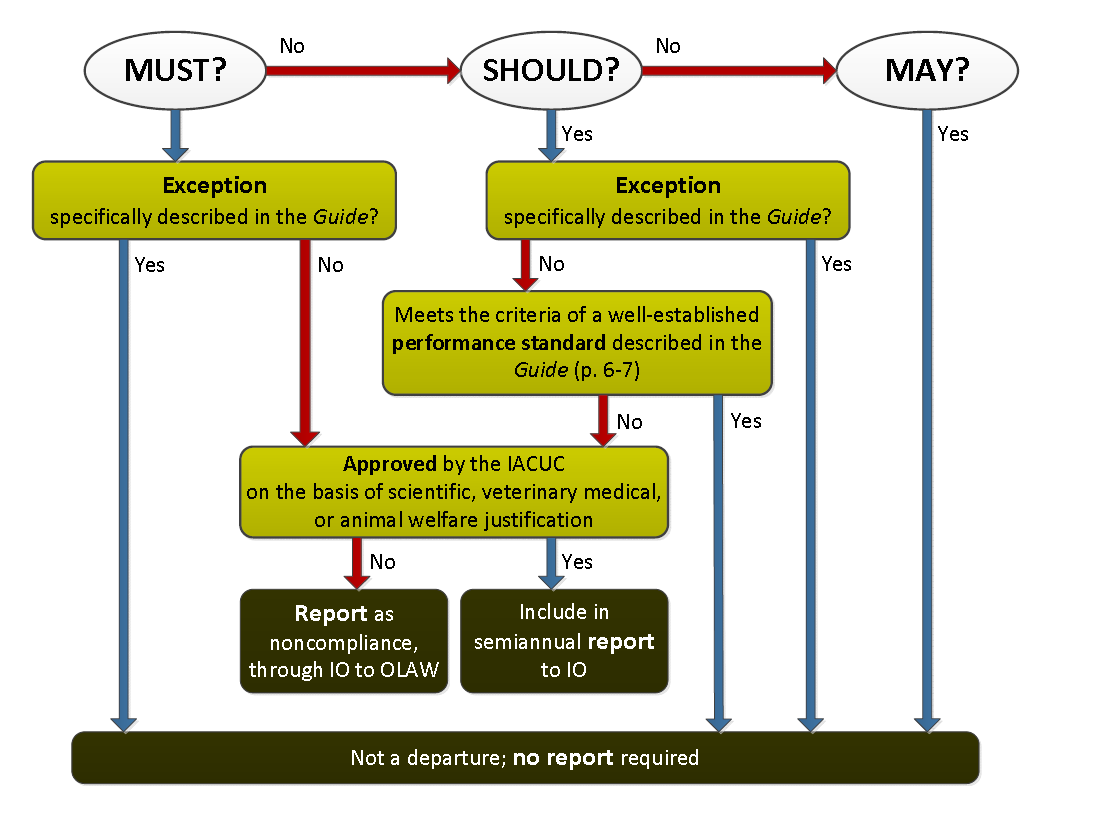 MUST?
No
SHOULD?
No
MAY?
Yes
Yes
Exception
specifically described in the Guide?
Exception
specifically described in the Guide?
Yes
No
No
Yes
Meets the criteria of a well-established
performance standard described in the
Guide (p. 6-7)
No
Yes
Approved by the IACUC
on the basis of scientific, veterinary medical,
or animal welfare justification
No
Yes
Report as
noncompliance,
through IO to OLAW
Include in
semiannual report
to IO
Not a departure; no report required